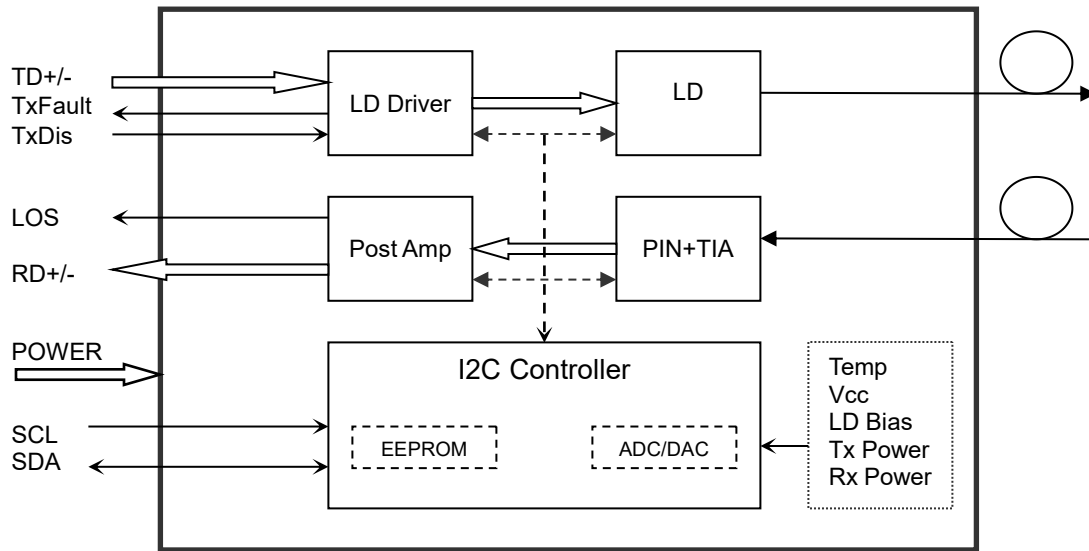 TD+/-
TxFault
TxDis
LD Driver
LD
LOS
RD+/-
Post Amp
PIN+TIA
POWER
I2C Controller
SCL
SDA
EEPROM
ADC/DAC
Temp
Vcc
LD Bias
Tx Power
Rx Power